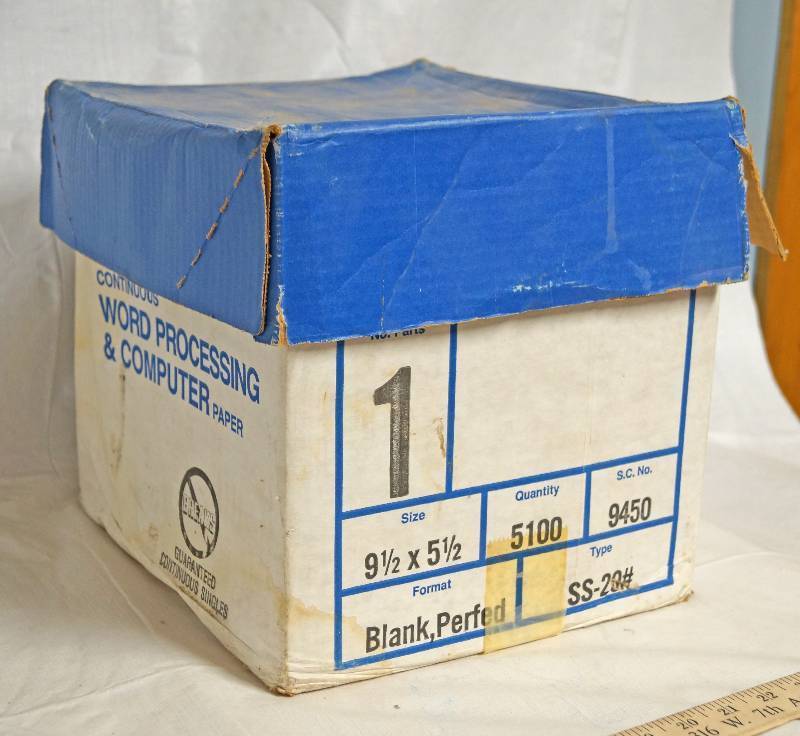 CONTINUOUS
WORD PROCESSING
& COMPUTER PAPER
BREAKS
GUARANTEED
CONTINUOUS SINGLES
No. Parts
1
Size
9½ x 5½
Quantity
5100
S.C. No.
9450
Format
Blank,Perfed
Type
SS-20#
20 21 22
316 W. 7th A